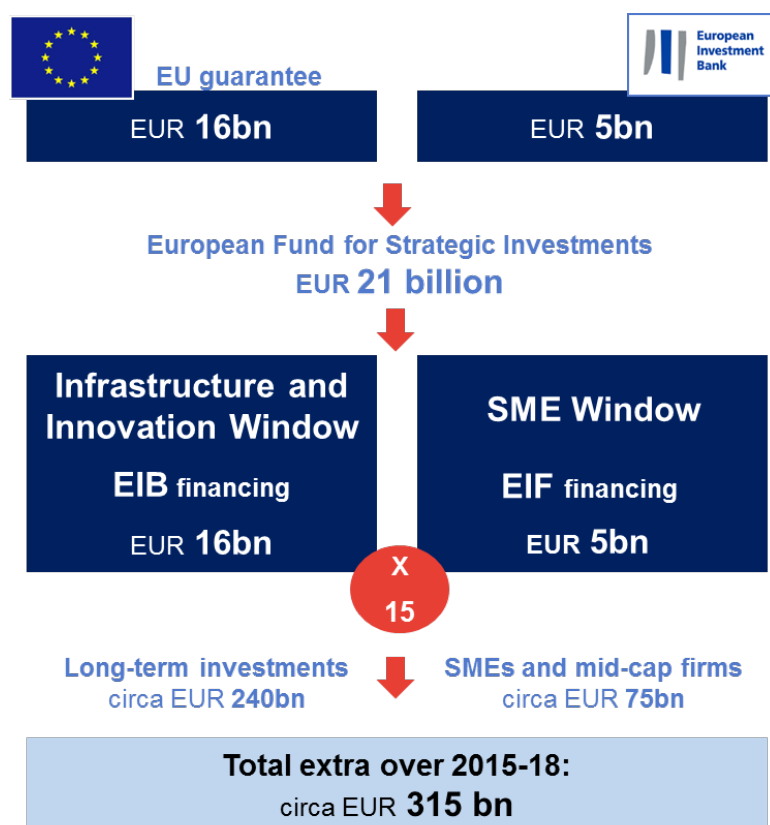 European
Investment
Bank
EU guarantee
EUR 16bn
EUR 5bn
European Fund for Strategic Investments
EUR 21 billion
Infrastructure and
Innovation Window
EIB financing
EUR 16bn
SME Window
EIF financing
EUR 5bn
X
15
Long-term investments
circa EUR 240bn
SMEs and mid-cap firms
circa EUR 75bn
Total extra over 2015-18:
circa EUR 315 bn